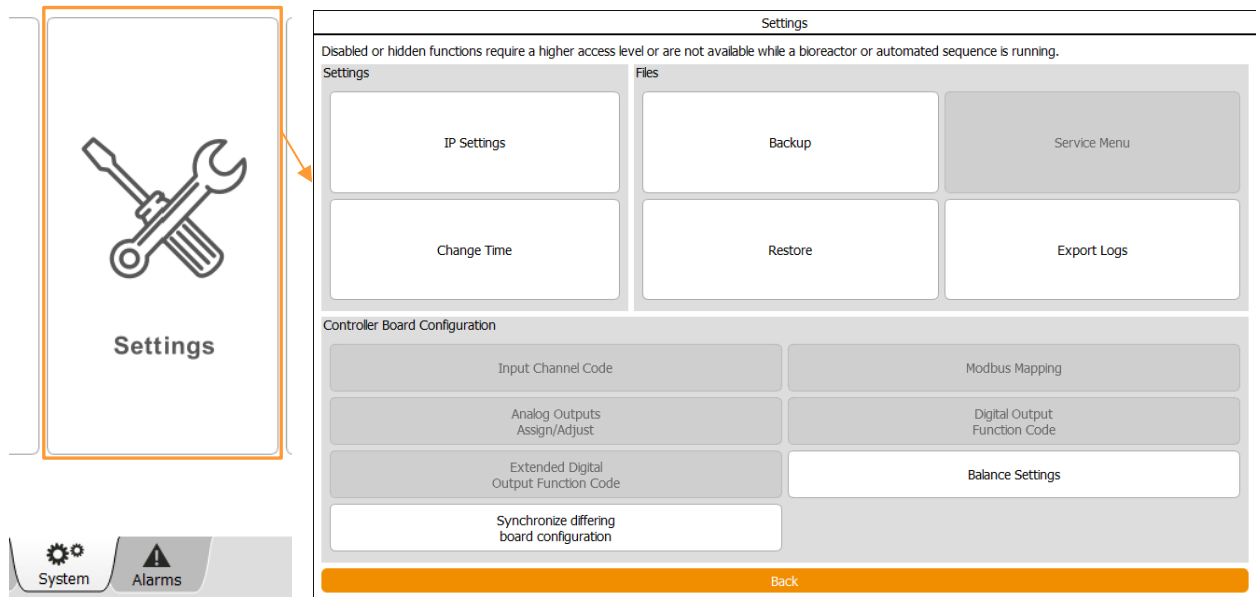 Settings
System
Alarms
Settings
Disabled or hidden functions require a higher access level or are not available while a bioreactor or automated sequence is running.
Settings
IP Settings
Change Time
Files
Backup
Service Menu
Restore
Export Logs
Controller Board Configuration
Input Channel Code
Modbus Mapping
Analog Outputs
Assign/Adjust
Digital Output
Function Code
Extended Digital
Output Function Code
Balance Settings
Synchronize differing
board configuration
Back